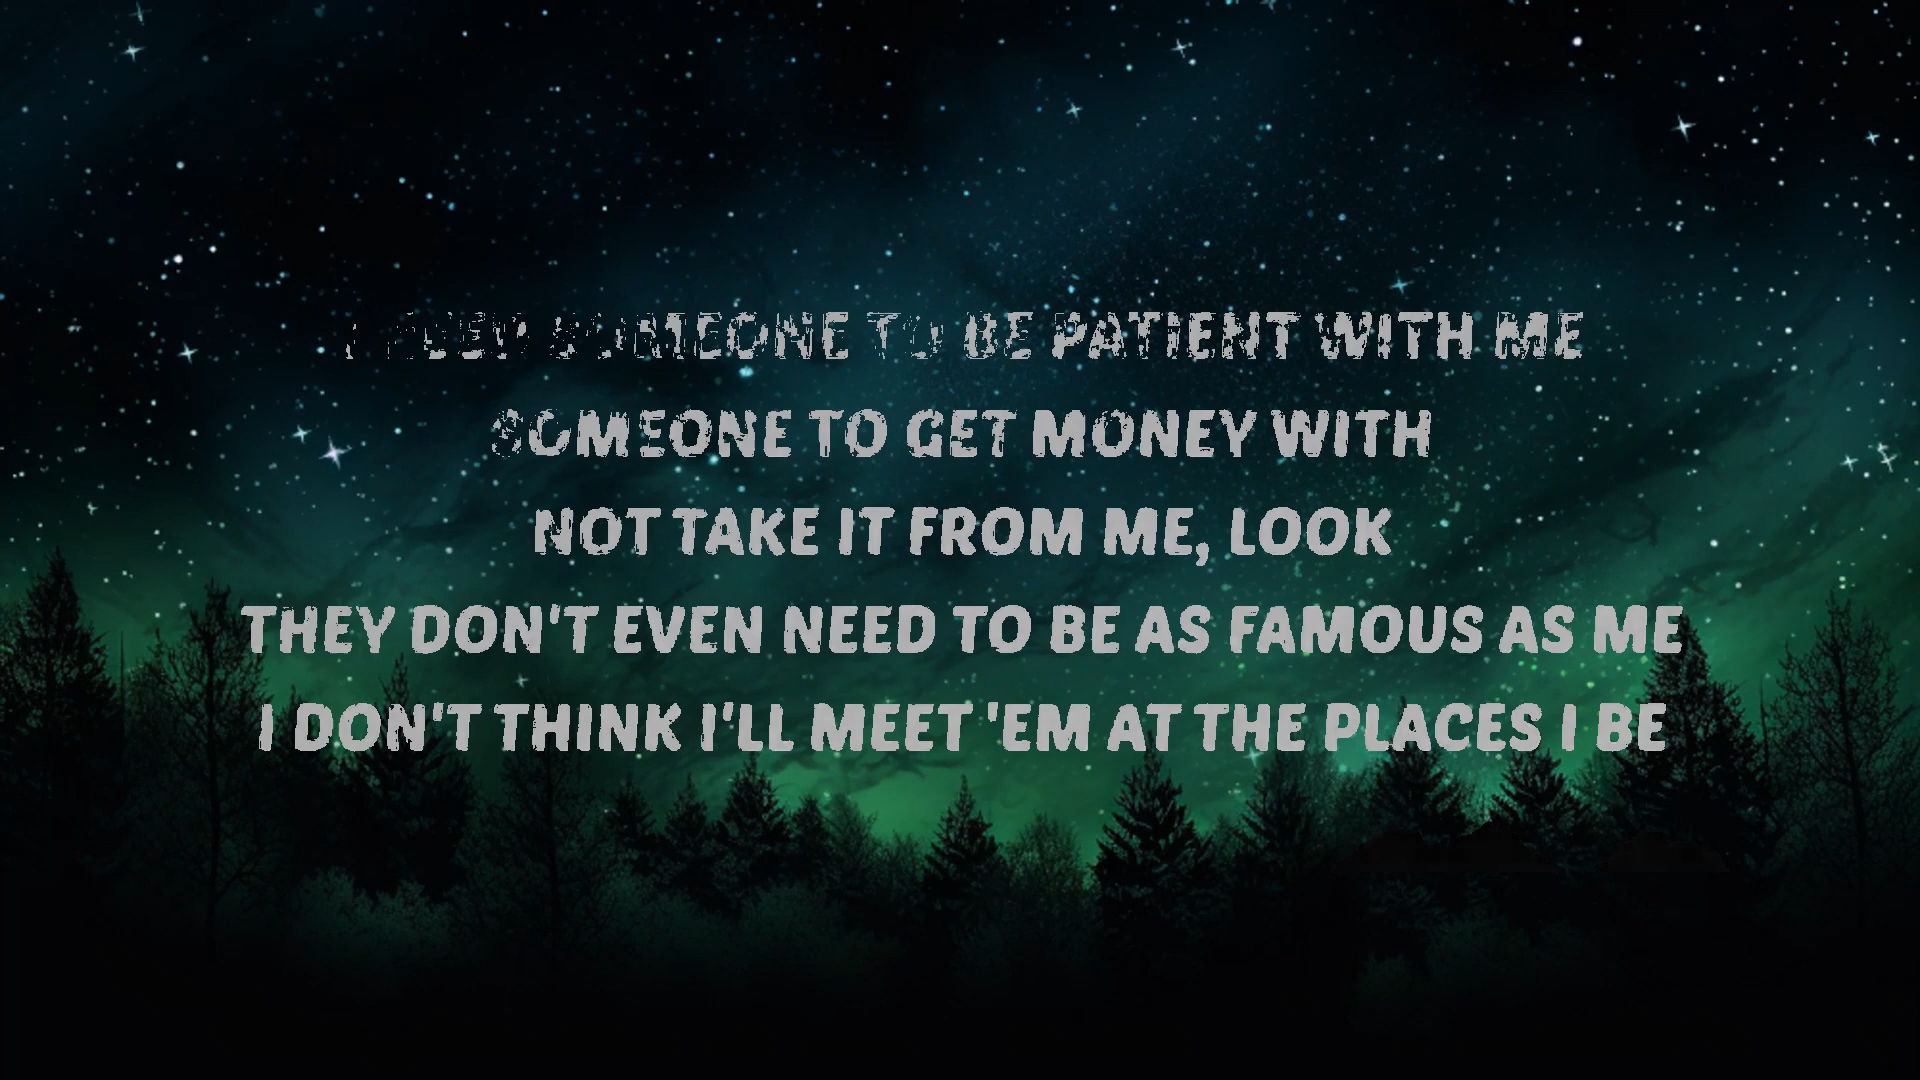 I NEED SOMEONE TO BE PATIENT WITH ME
SOMEONE TO GET MONEY WITH
NOT TAKE IT FROM ME, LOOK
THEY DON'T EVEN NEED TO BE AS FAMOUS AS ME
I DON'T THINK I'LL MEET 'EM AT THE PLACES I BE